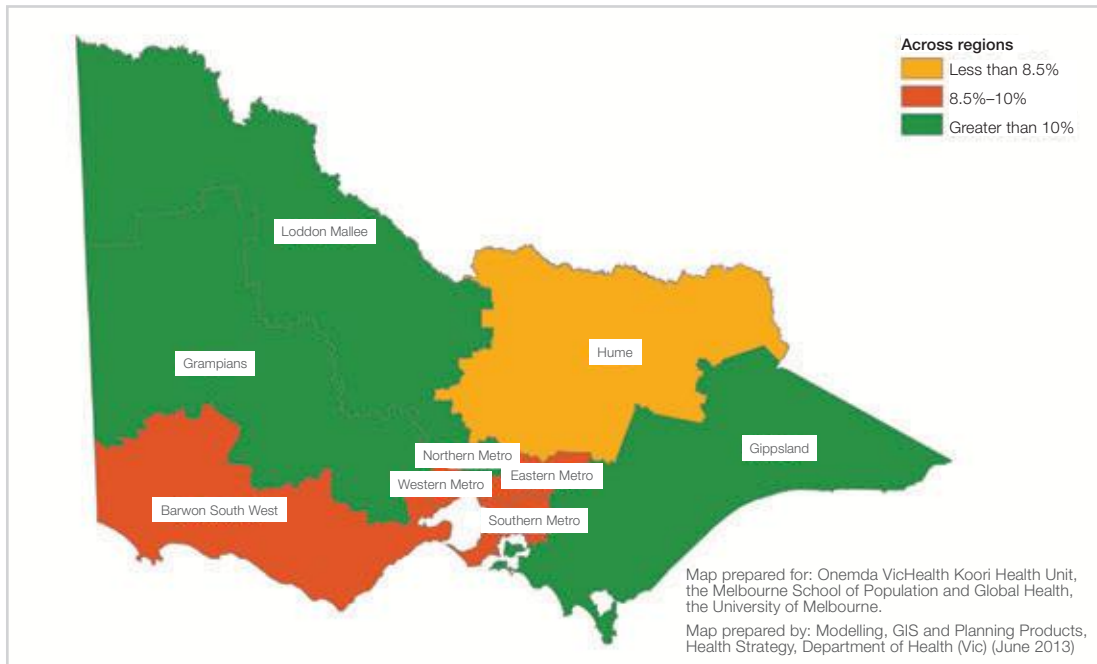 Across regions
Less than 8.5%
8.5%–10%
Greater than 10%
Loddon Mallee
Hume
Grampians
Gippsland
Northern Metro
Eastern Metro
Western Metro
Barwon South West
Southern Metro
Map prepared for: Onemda VicHealth Koori Health Unit,
the Melbourne School of Population and Global Health,
the University of Melbourne.
Map prepared by: Modelling, GIS and Planning Products,
Health Strategy, Department of Health (Vic) (June 2013)